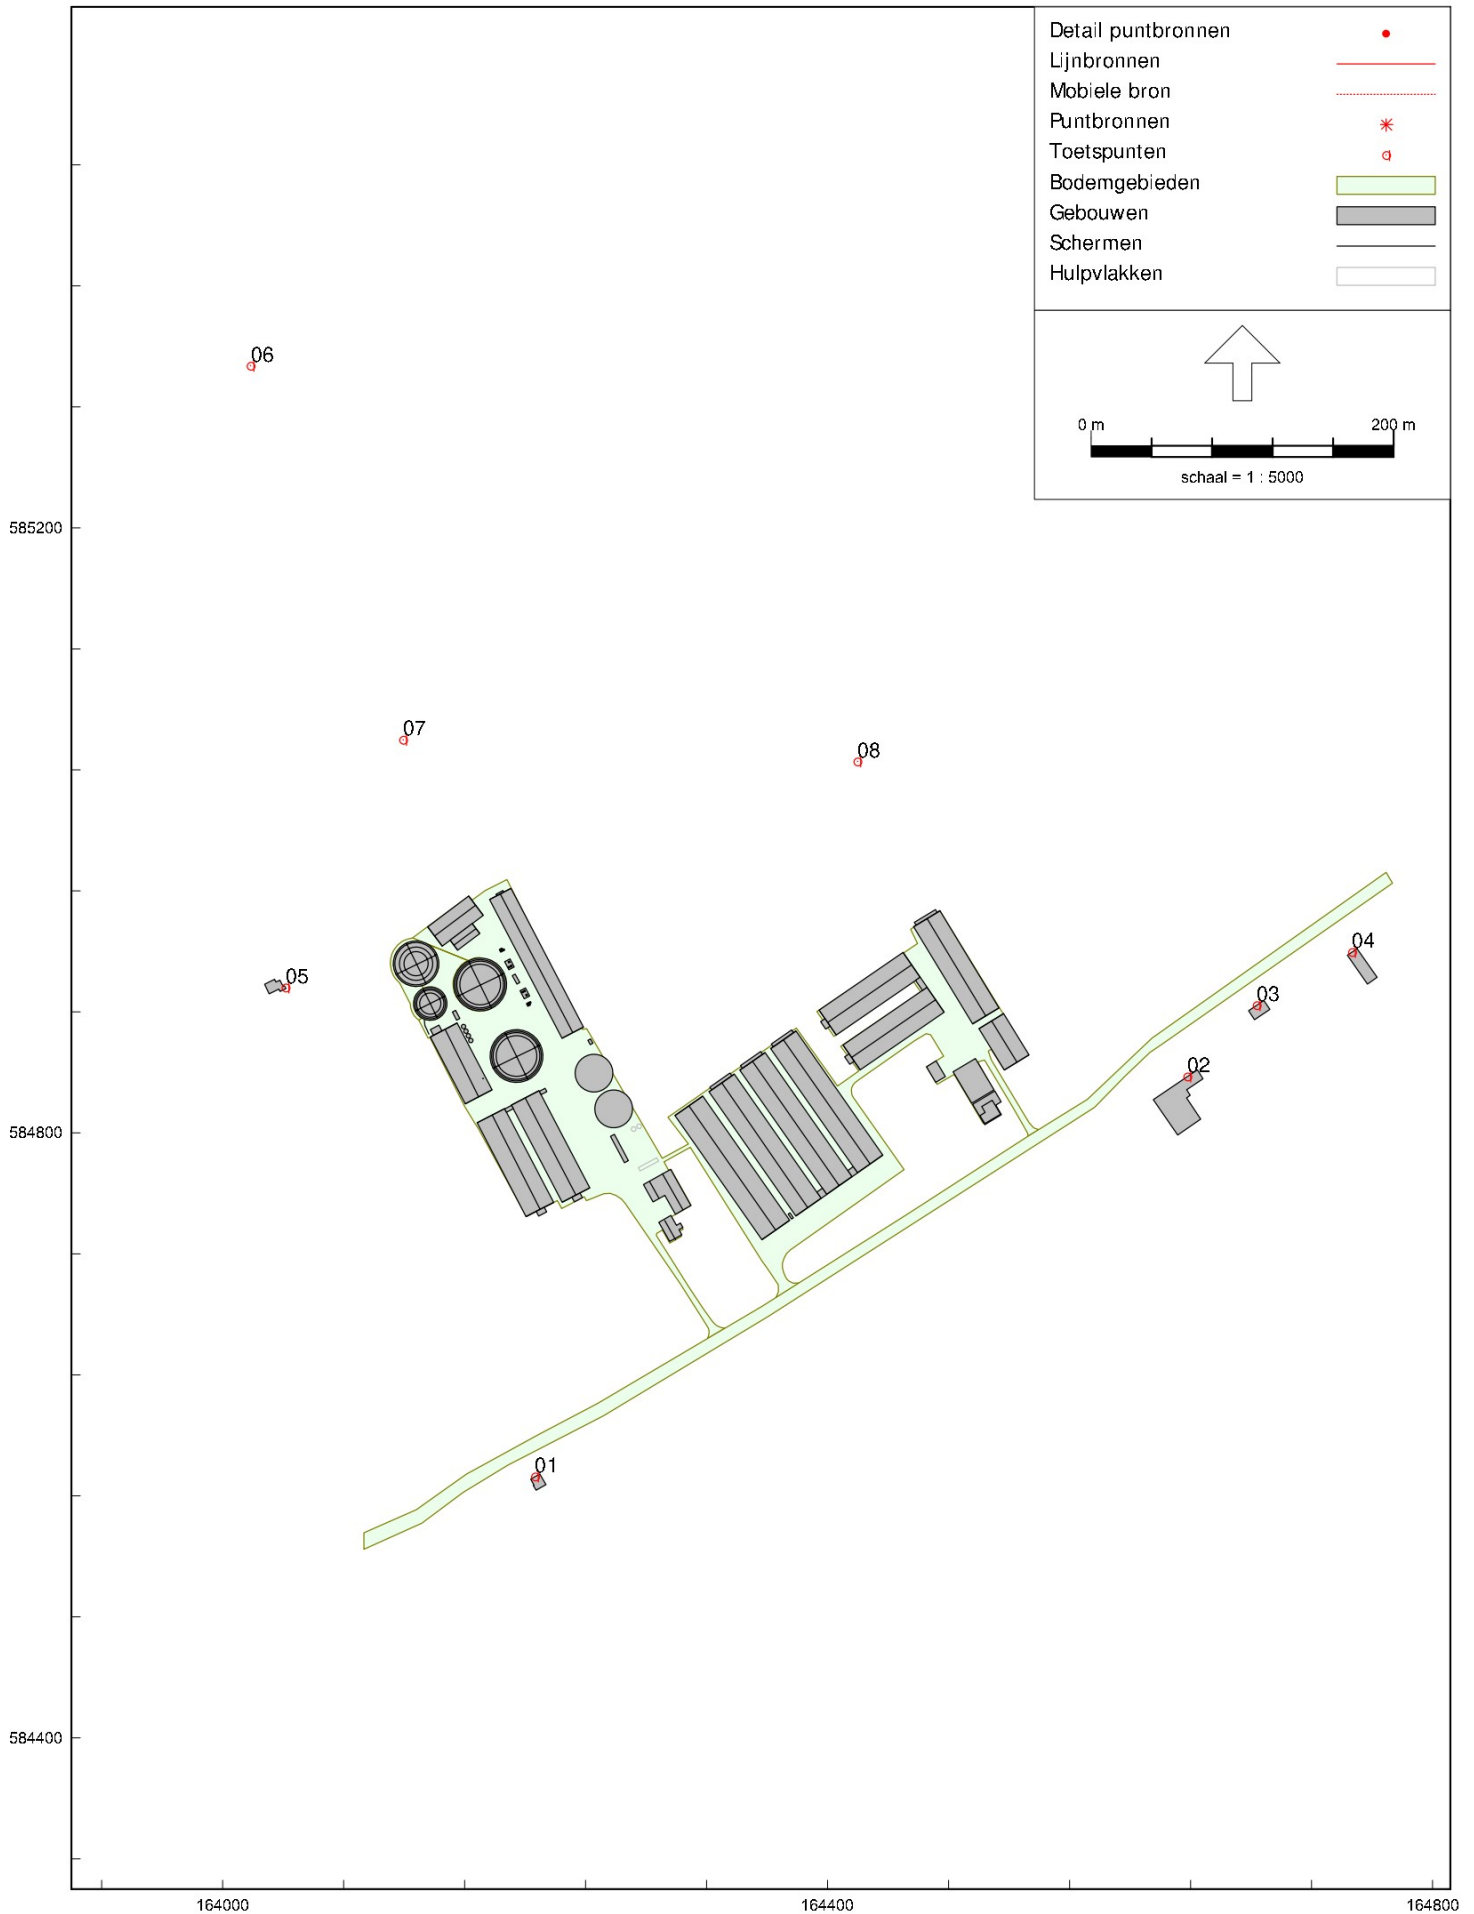 Detail puntbronnen
Lijnbronnen
Mobiele bron
Puntbronnen
Toetspunten
Bodemgebieden
Gebouwen
Schermen
Hulpvlakken
0 m 200 m
schaal = 1 : 5000
06
585200
07
08
04
05
03
02
584800
01
584400
164000 164400 164800